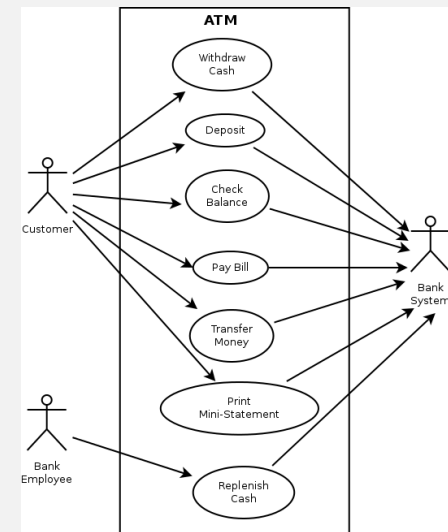 ATM
Withdraw
Cash
Deposit
Check
Balance
Customer
Pay Bill
Bank
System
Transfer
Money
Print
Mini-Statement
Bank
Employee
Replenish
Cash